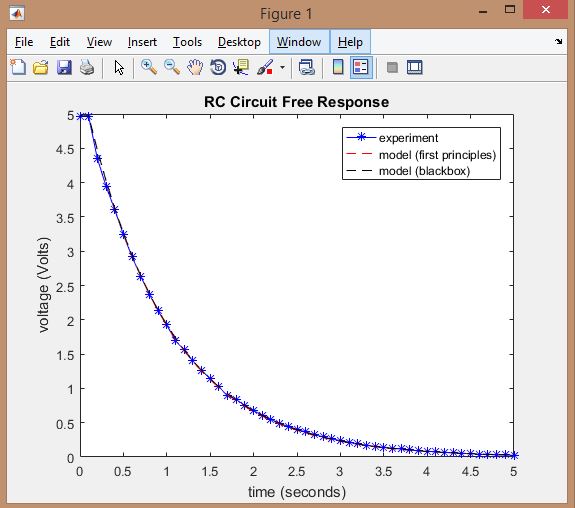 Figure 1
File Edit View Insert Tools Desktop Window Help
RC Circuit Free Response
experiment
model (first principles)
model (blackbox)
5
4.5
4
3.5
3
2.5
2
1.5
1
0.5
0
voltage (Volts)
0 0.5 1 1.5 2 2.5 3 3.5 4 4.5 5
time (seconds)